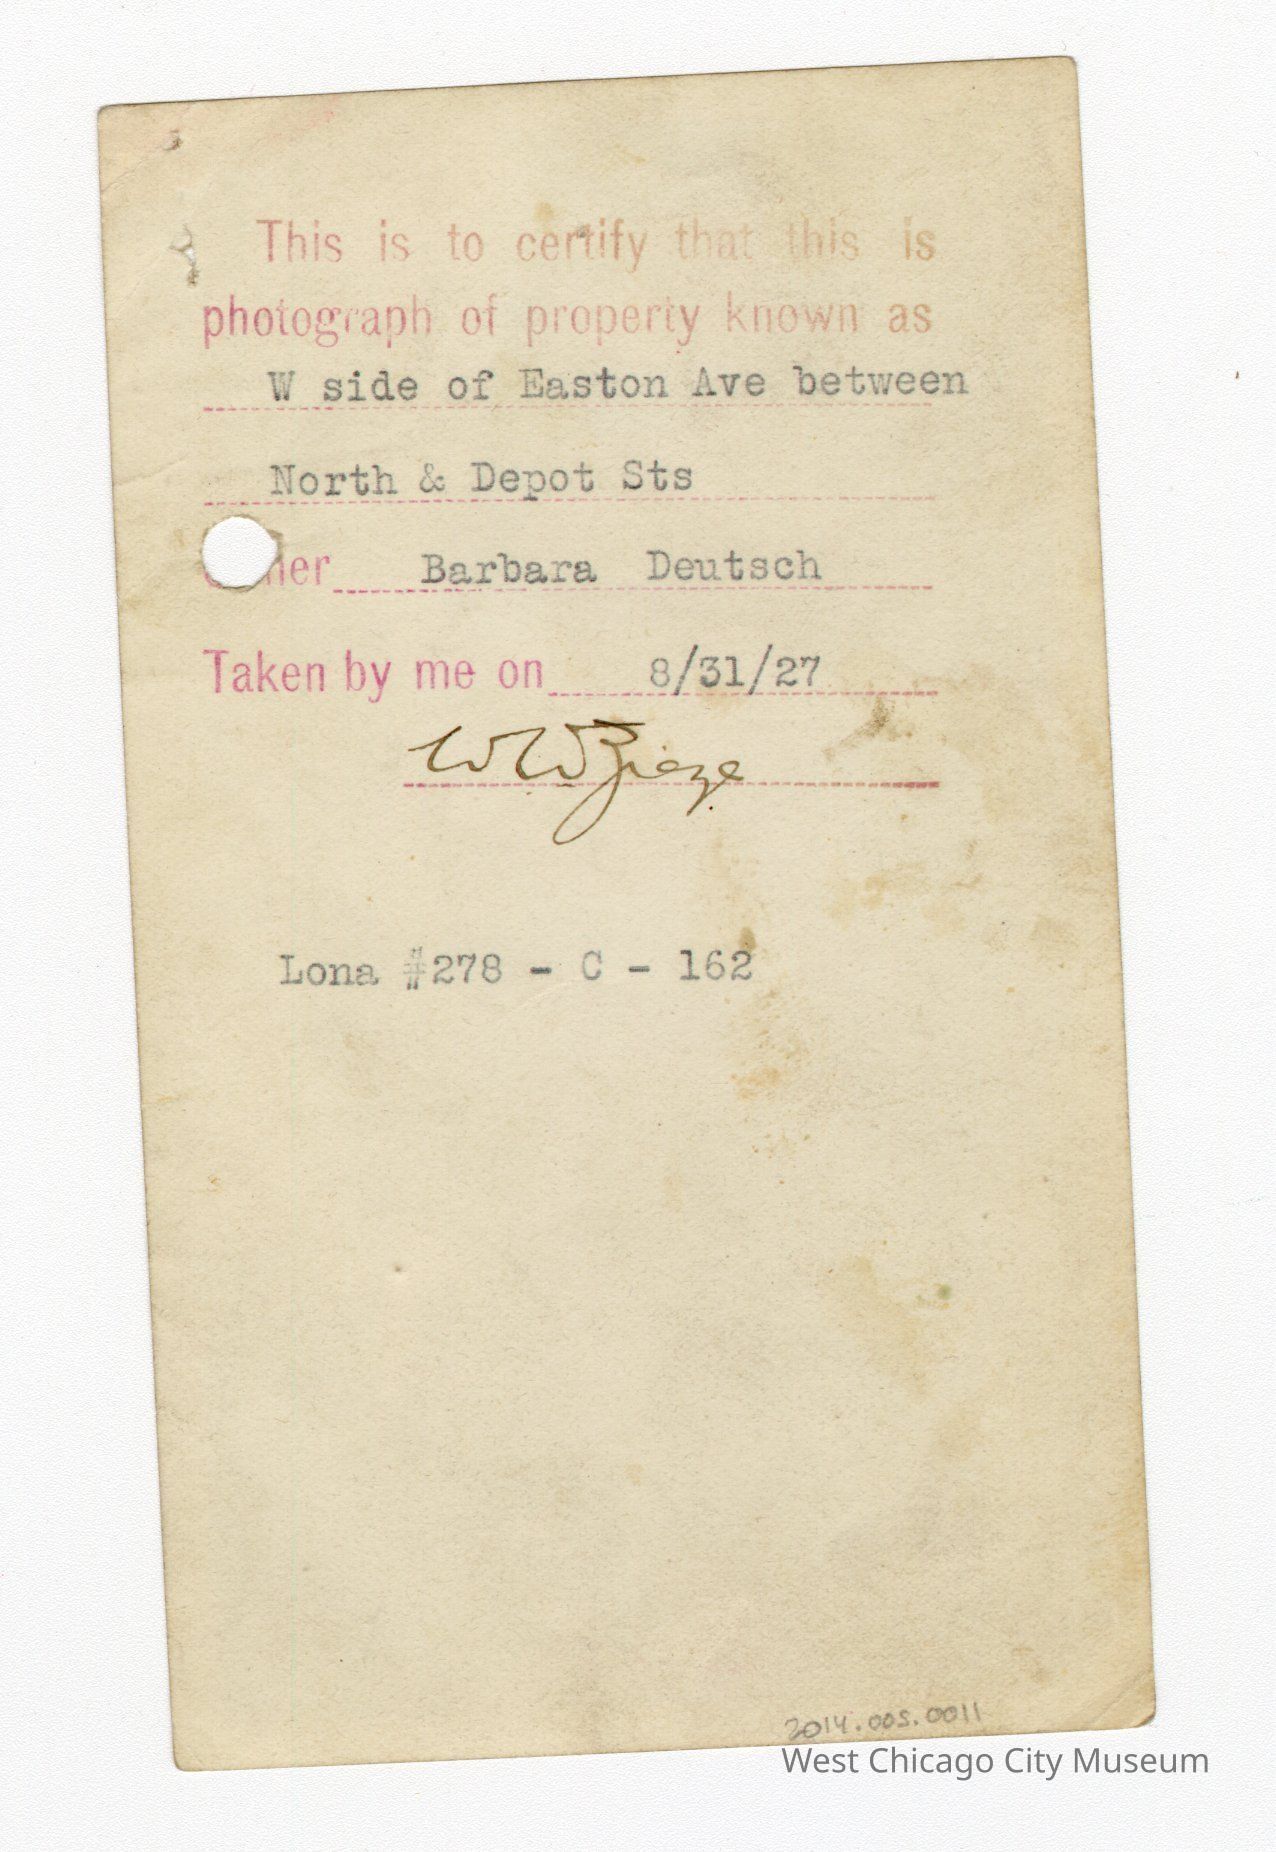 This is to certify that this is
photograph of property known as
W side of Easton Ave between
North & Depot Sts
Barbara Deutsch
Taken by me on 8/31/27
Lona #278 - C - 162
2014.005.0011
West Chicago City Museum